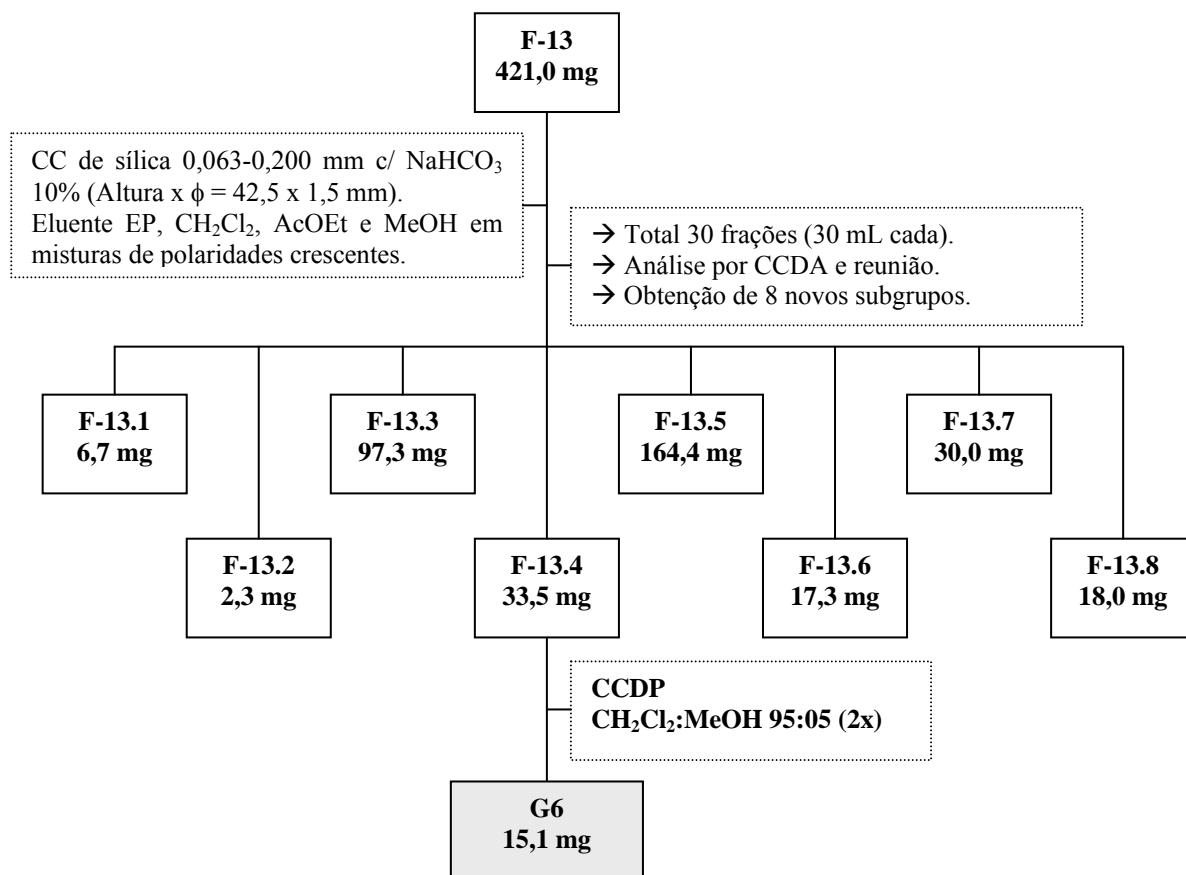 F-13
421,0 mg
CC de sílica 0,063-0,200 mm c/ NaHCO₃
10% (Altura x ϕ = 42,5 x 1,5 mm).
Eluente EP, CH₂Cl₂, AcOEt e MeOH em
misturas de polaridades crescentes.
→ Total 30 frações (30 mL cada).
→ Análise por CCDA e reunião.
→ Obtenção de 8 novos subgrupos.
F-13.1
6,7 mg
F-13.3
97,3 mg
F-13.5
164,4 mg
F-13.7
30,0 mg
F-13.2
2,3 mg
F-13.4
33,5 mg
F-13.6
17,3 mg
F-13.8
18,0 mg
CCDP
CH₂Cl₂:MeOH 95:05 (2x)
G6
15,1 mg